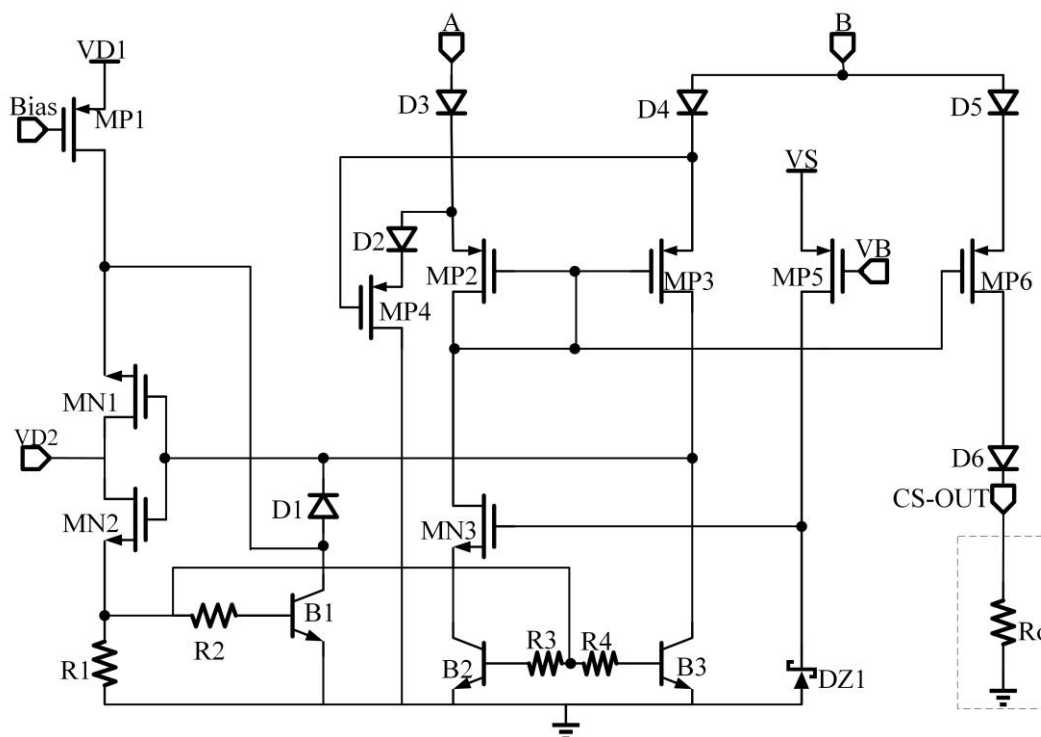 A
B
VD1
Bias
MP1
D3
D4
D5
VS
D2
MP2
MP3
VB
MP5
MP6
MP4
MN1
VD2
D6
CS-OUT
D1
MN2
MN3
B1
R2
R1
R3
R4
B2
B3
DZ1